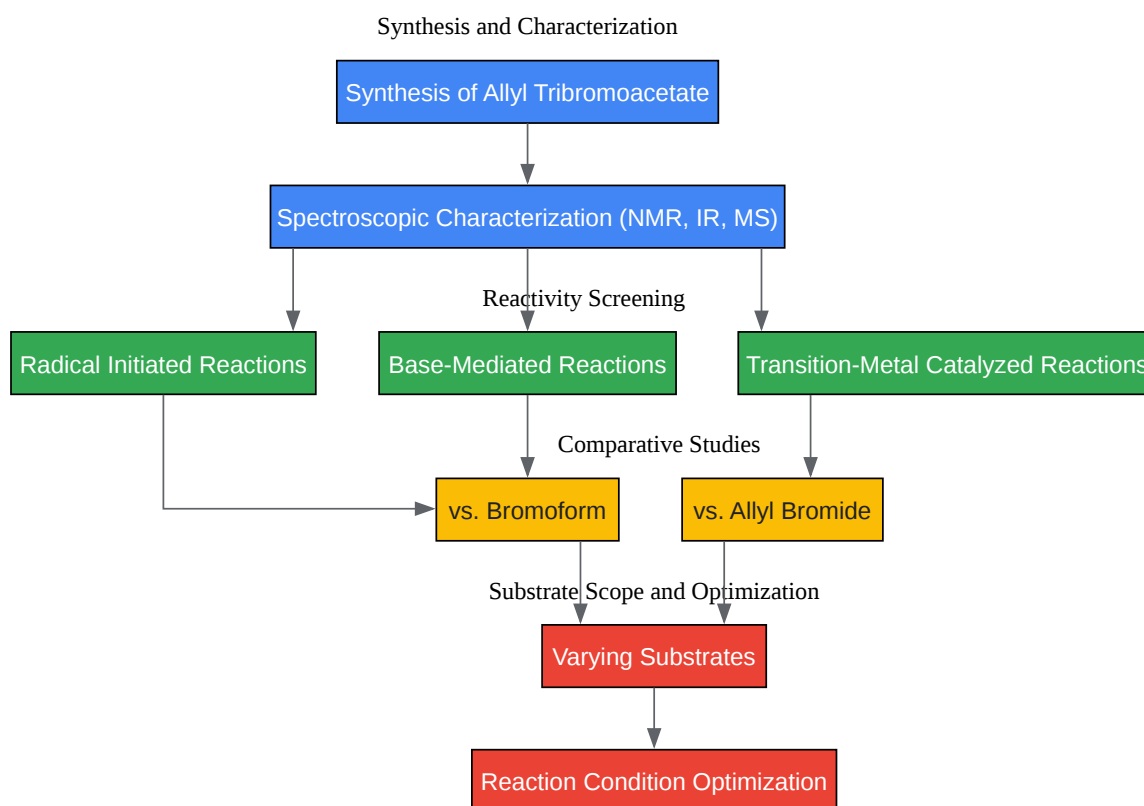 Synthesis and Characterization
Synthesis of Allyl Tribromoacetate
Spectroscopic Characterization (NMR, IR, MS)
Reactivity Screening
Radical Initiated Reactions
Base-Mediated Reactions
Transition-Metal Catalyzed Reactions
Comparative Studies
vs. Bromoform
vs. Allyl Bromide
Substrate Scope and Optimization
Varying Substrates
Reaction Condition Optimization